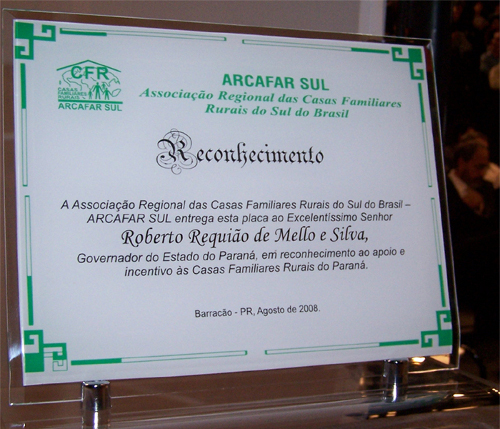 CFR
CASAS
FAMILIARES
RURAIS
ARCAFAR SUL
ARCAFAR SUL
Associação Regional das Casas Familiares
Rurais do Sul do Brasil
Reconhecimento
A Associação Regional das Casas Familiares Rurais do Sul do Brasil –
ARCAFAR SUL entrega esta placa ao Excelentíssimo Senhor
Roberto Requião de Mello e Silva,
Governador do Estado do Paraná, em reconhecimento ao apoio e
incentivo às Casas Familiares Rurais do Paraná.
Barracão - PR, Agosto de 2008.